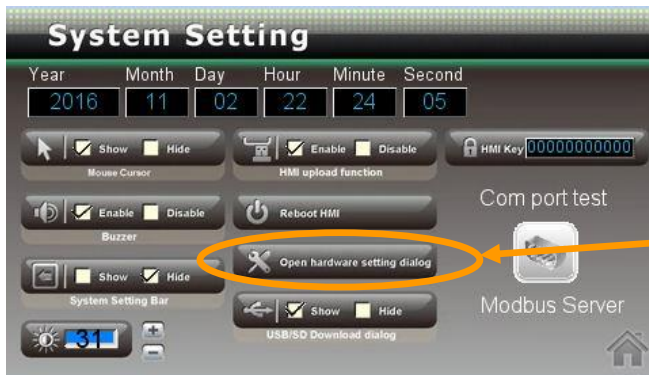 System Setting
Year Month Day Hour Minute Second
2016 11 02 22 24 05
Show Hide
Mouse Cursor
Enable Disable
HMI upload function
HMI Key 00000000000
Enable Disable
Buzzer
Reboot HMI
Com port test
Open hardware setting dialog
Show Hide
System Setting Bar
Show Hide
USB/SD Download dialog
Modbus Server
31